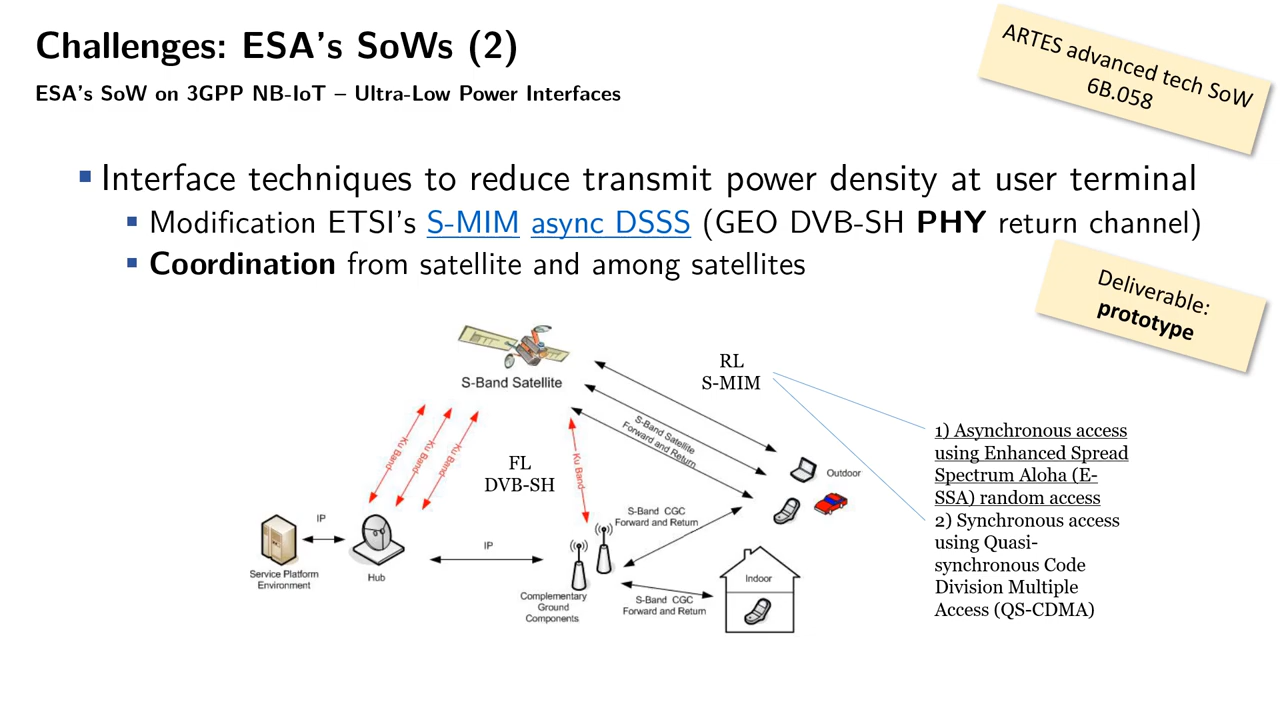 Challenges: ESA's SoWs (2)
ESA's SoW on 3GPP NB-IoT – Ultra-Low Power Interfaces
ARTES advanced tech SoW
6B.058
Interface techniques to reduce transmit power density at user terminal
Modification ETSI's S-MIM async DSSS (GEO DVB-SH PHY return channel)
Coordination from satellite and among satellites
Deliverable:
prototype
S-Band Satellite
RL
S-MIM
S-Band Satellite
Forward and Return
Ku Band
Ku Band
Ku Band
Ku Band
FL
DVB-SH
Outdoor
1) Asynchronous access
using Enhanced Spread
Spectrum Aloha (E-
SSA) random access
2) Synchronous access
using Quasi-
synchronous Code
Division Multiple
Access (QS-CDMA)
IP
Service Platform
Environment
Hub
IP
S-Band CGC
Forward and Return
Complementary
Ground
Components
S-Band CGC
Forward and Return
Indoor